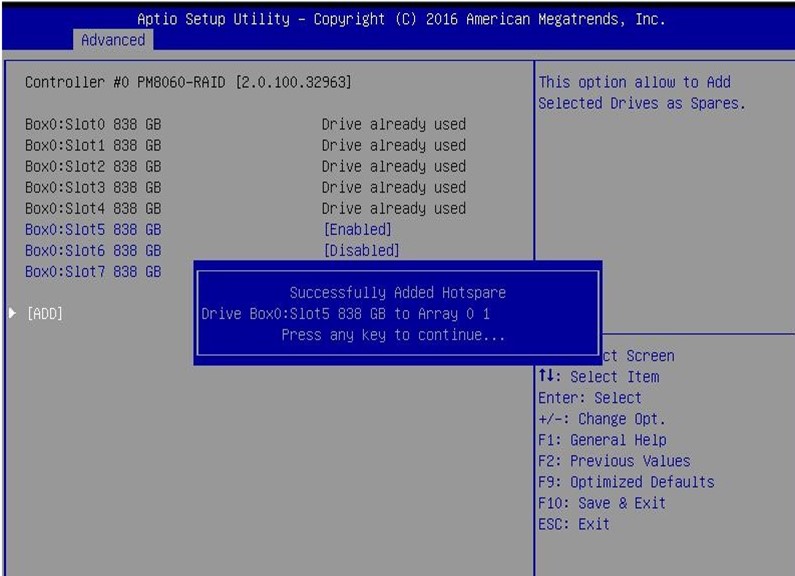 Aptio Setup Utility – Copyright (C) 2016 American Megatrends, Inc.
Advanced
Controller #0 PM8060-RAID [2.0.100.32963]
Box0:Slot0 838 GB Drive already used
Box0:Slot1 838 GB Drive already used
Box0:Slot2 838 GB Drive already used
Box0:Slot3 838 GB Drive already used
Box0:Slot4 838 GB Drive already used
Box0:Slot5 838 GB [Enabled]
Box0:Slot6 838 GB [Disabled]
Box0:Slot7 838 GB
[ADD]
Successfully Added Hotspare
Drive Box0:Slot5 838 GB to Array 0 1
Press any key to continue...
This option allow to Add
Selected Drives as Spares.
ct Screen
↑↓: Select Item
Enter: Select
+/-: Change Opt.
F1: General Help
F2: Previous Values
F9: Optimized Defaults
F10: Save & Exit
ESC: Exit